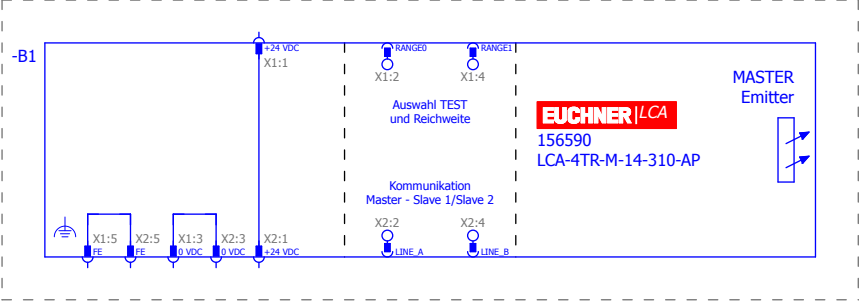 -B1
+24 VDC
X1:1
RANGE0
X1:2
RANGE1
X1:4
Auswahl TEST
und Reichweite
EUCHNER LCA
156590
LCA-4TR-M-14-310-AP
MASTER
Emitter
Kommunikation
Master - Slave 1/Slave 2
X1:5
FE
X2:5
FE
X1:3
0 VDC
X2:3
0 VDC
X2:1
+24 VDC
X2:2
LINE_A
X2:4
LINE_B